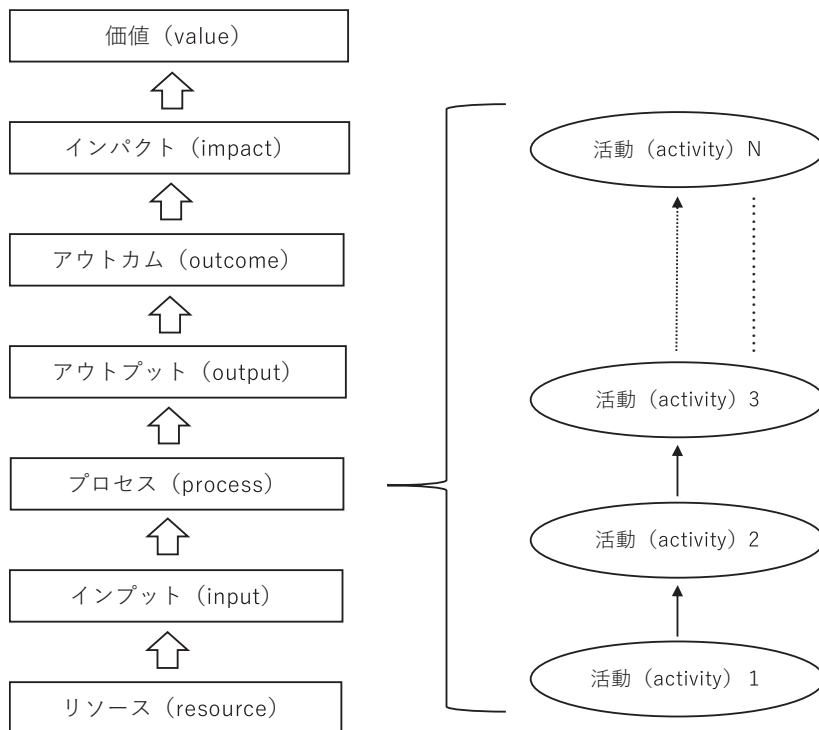 価値（value）
インパクト（impact）
アウトカム（outcome）
アウトプット（output）
プロセス（process）
インプット（input）
リソース（resource）
活動（activity）N
活動（activity）3
活動（activity）2
活動（activity）1